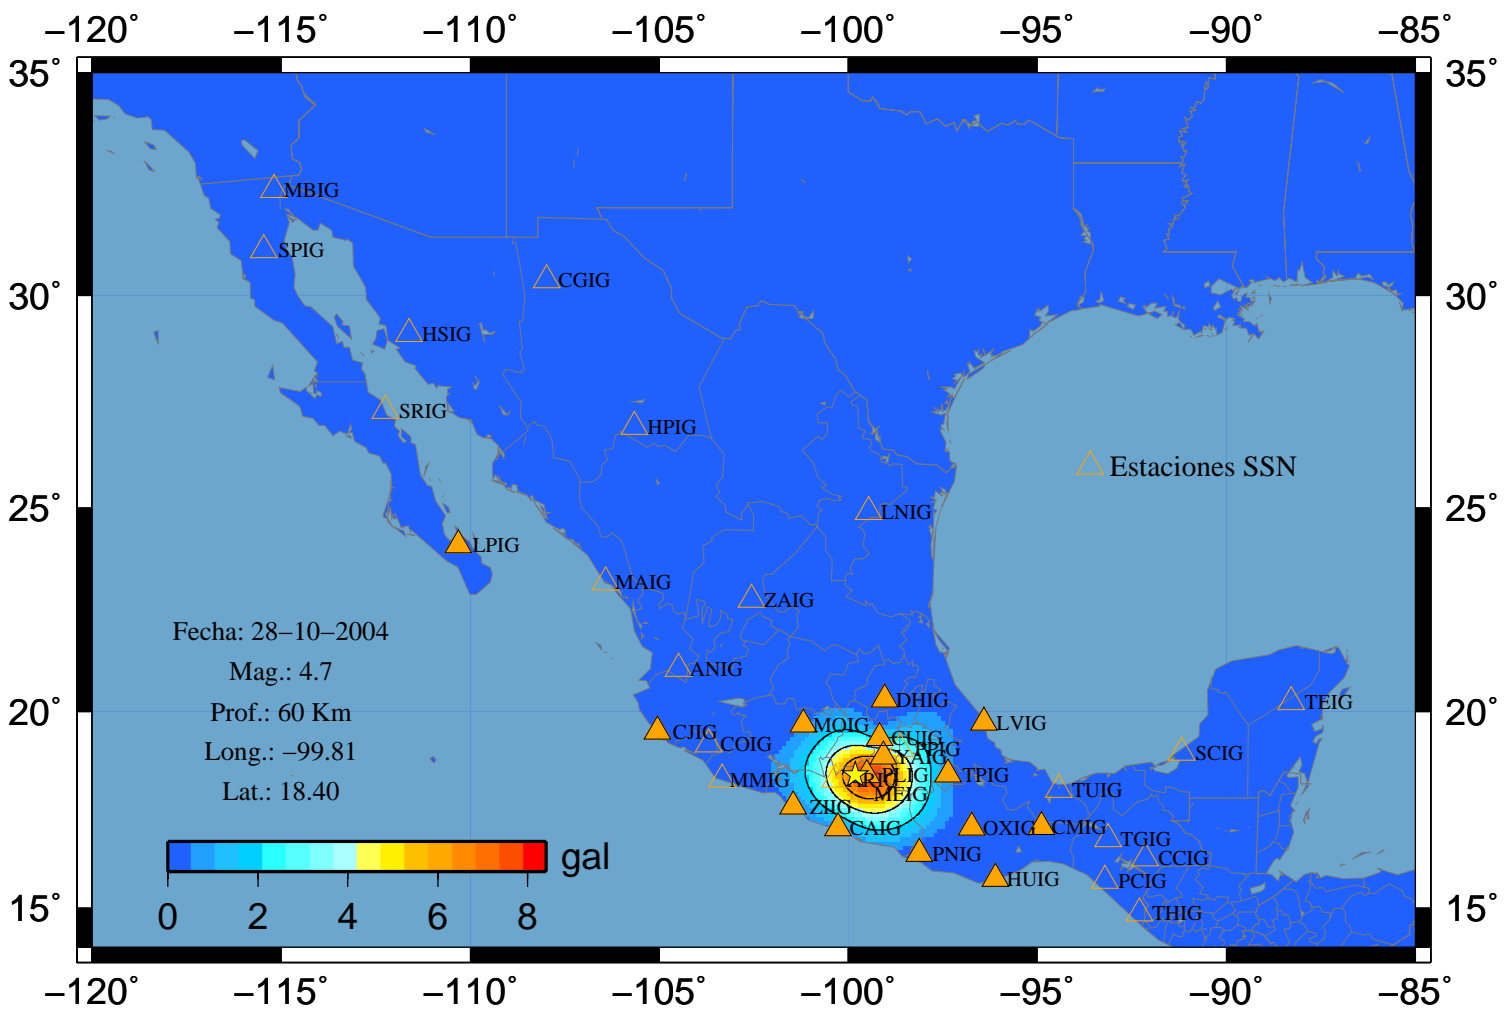 −120˚ −115˚ −110˚ −105˚ −100˚ −95˚ −90˚ −85˚
35˚ 35˚
MBIG
SPIG
CGIG
30˚ 30˚
HSIG
SRIG
HPIG
Estaciones SSN
25˚ 25˚
LNIG
LPIG
MAIG
ZAIG
Fecha: 28−10−2004
Mag.: 4.7
Prof.: 60 Km
Long.: −99.81
Lat.: 18.40
ANIG
DHIG
TEIG
20˚ 20˚
MOIG
LVIG
CJIG
CUIG
COIG
PPIG
SCIG
YAIG
MMIG
PLIG
TPIG
MEIG
TUIG
ZIIG
CAIG
OXIG
CMIG
TGIG
PNIG
CCIG
HUIG
PCIG
THIG
gal
0 2 4 6 8
15˚ 15˚
−120˚ −115˚ −110˚ −105˚ −100˚ −95˚ −90˚ −85˚